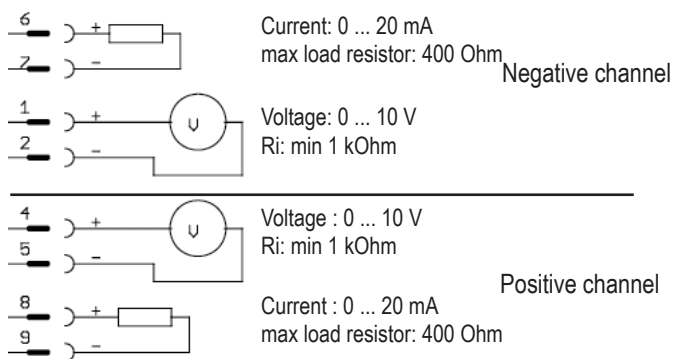 6 + Current: 0 ... 20 mA
max load resistor: 400 Ohm
7 − Negative channel
1 + Voltage: 0 ... 10 V
V
2 − Ri: min 1 kOhm
4 + Voltage : 0 ... 10 V
V
5 − Ri: min 1 kOhm
Positive channel
8 + Current : 0 ... 20 mA
max load resistor: 400 Ohm
9 −